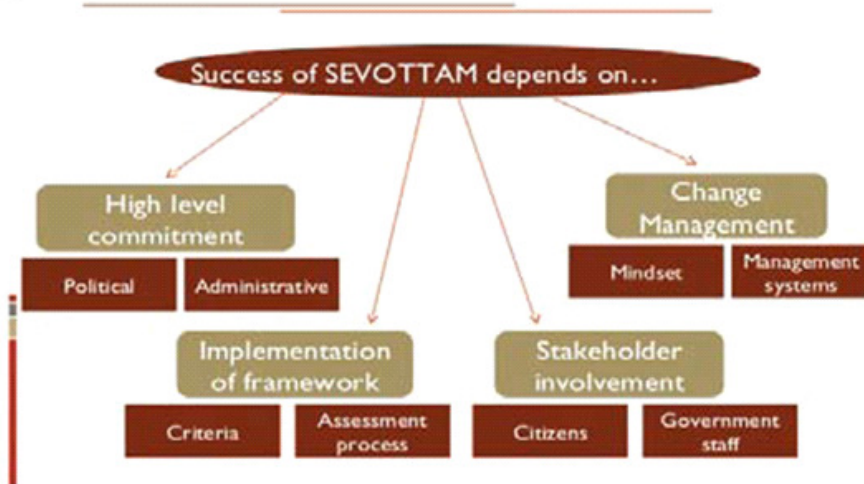 Success of SEVOTTAM depends on...
High level
commitment
Political
Administrative
Change
Management
Mindset
Management
systems
Implementation
of framework
Criteria
Assessment
process
Stakeholder
involvement
Citizens
Government
staff